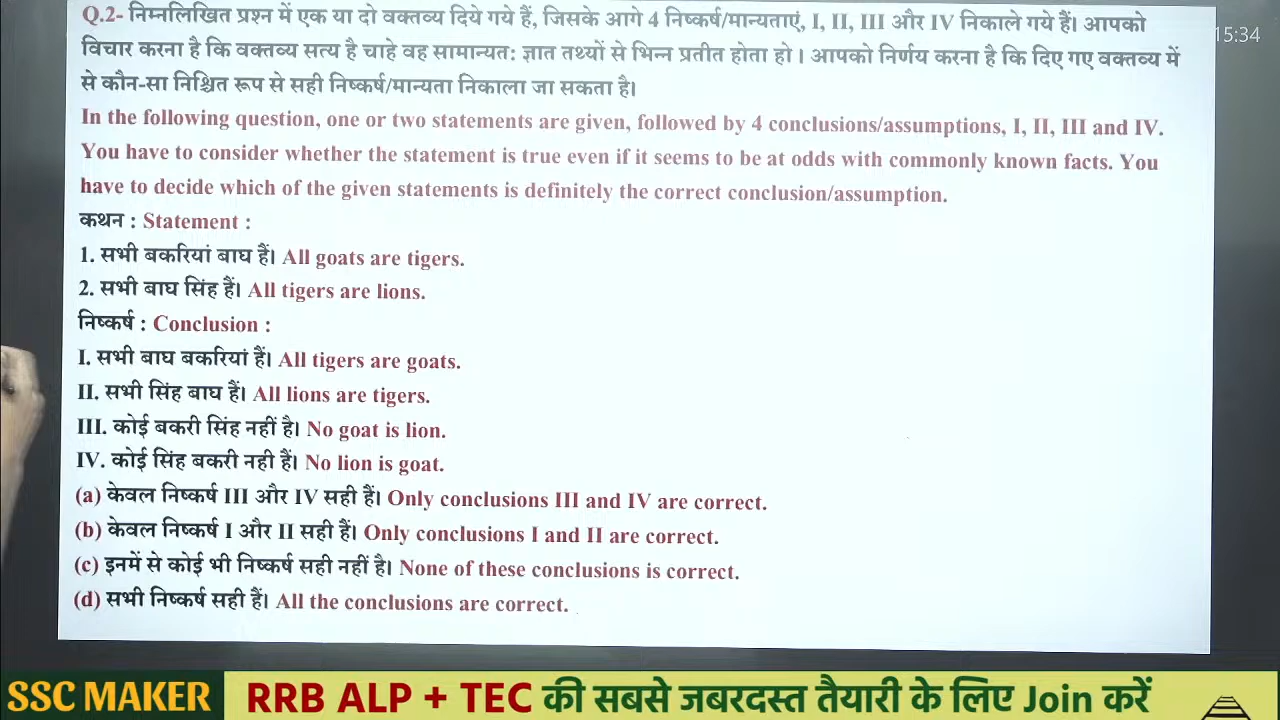 Q.2- निम्नलिखित प्रश्न में एक या दो वक्तव्य दिये गये हैं, जिसके आगे 4 निष्कर्ष/मान्यताएं, I, II, III और IV निकाले गये हैं। आपको
15:34
विचार करना है कि वक्तव्य सत्य है चाहे वह सामान्यत: ज्ञात तथ्यों से भिन्न प्रतीत होता हो। आपको निर्णय करना है कि दिए गए वक्तव्य में
से कौन-सा निश्चित रूप से सही निष्कर्ष/मान्यता निकाला जा सकता है।
In the following question, one or two statements are given, followed by 4 conclusions/assumptions, I, II, III and IV.
You have to consider whether the statement is true even if it seems to be at odds with commonly known facts. You
have to decide which of the given statements is definitely the correct conclusion/assumption.
कथन : Statement :
1. सभी बकरियां बाघ हैं। All goats are tigers.
2. सभी बाघ सिंह हैं। All tigers are lions.
निष्कर्ष : Conclusion :
I. सभी बाघ बकरियां हैं। All tigers are goats.
II. सभी सिंह बाघ हैं। All lions are tigers.
III. कोई बकरी सिंह नहीं है। No goat is lion.
IV. कोई सिंह बकरी नही हैं। No lion is goat.
(a) केवल निष्कर्ष III और IV सही हैं। Only conclusions III and IV are correct.
(b) केवल निष्कर्ष I और II सही हैं। Only conclusions I and II are correct.
(c) इनमें से कोई भी निष्कर्ष सही नहीं है। None of these conclusions is correct.
(d) सभी निष्कर्ष सही हैं। All the conclusions are correct.
SSC MAKER RRB ALP + TEC की सबसे जबरदस्त तैयारी के लिए Join करें